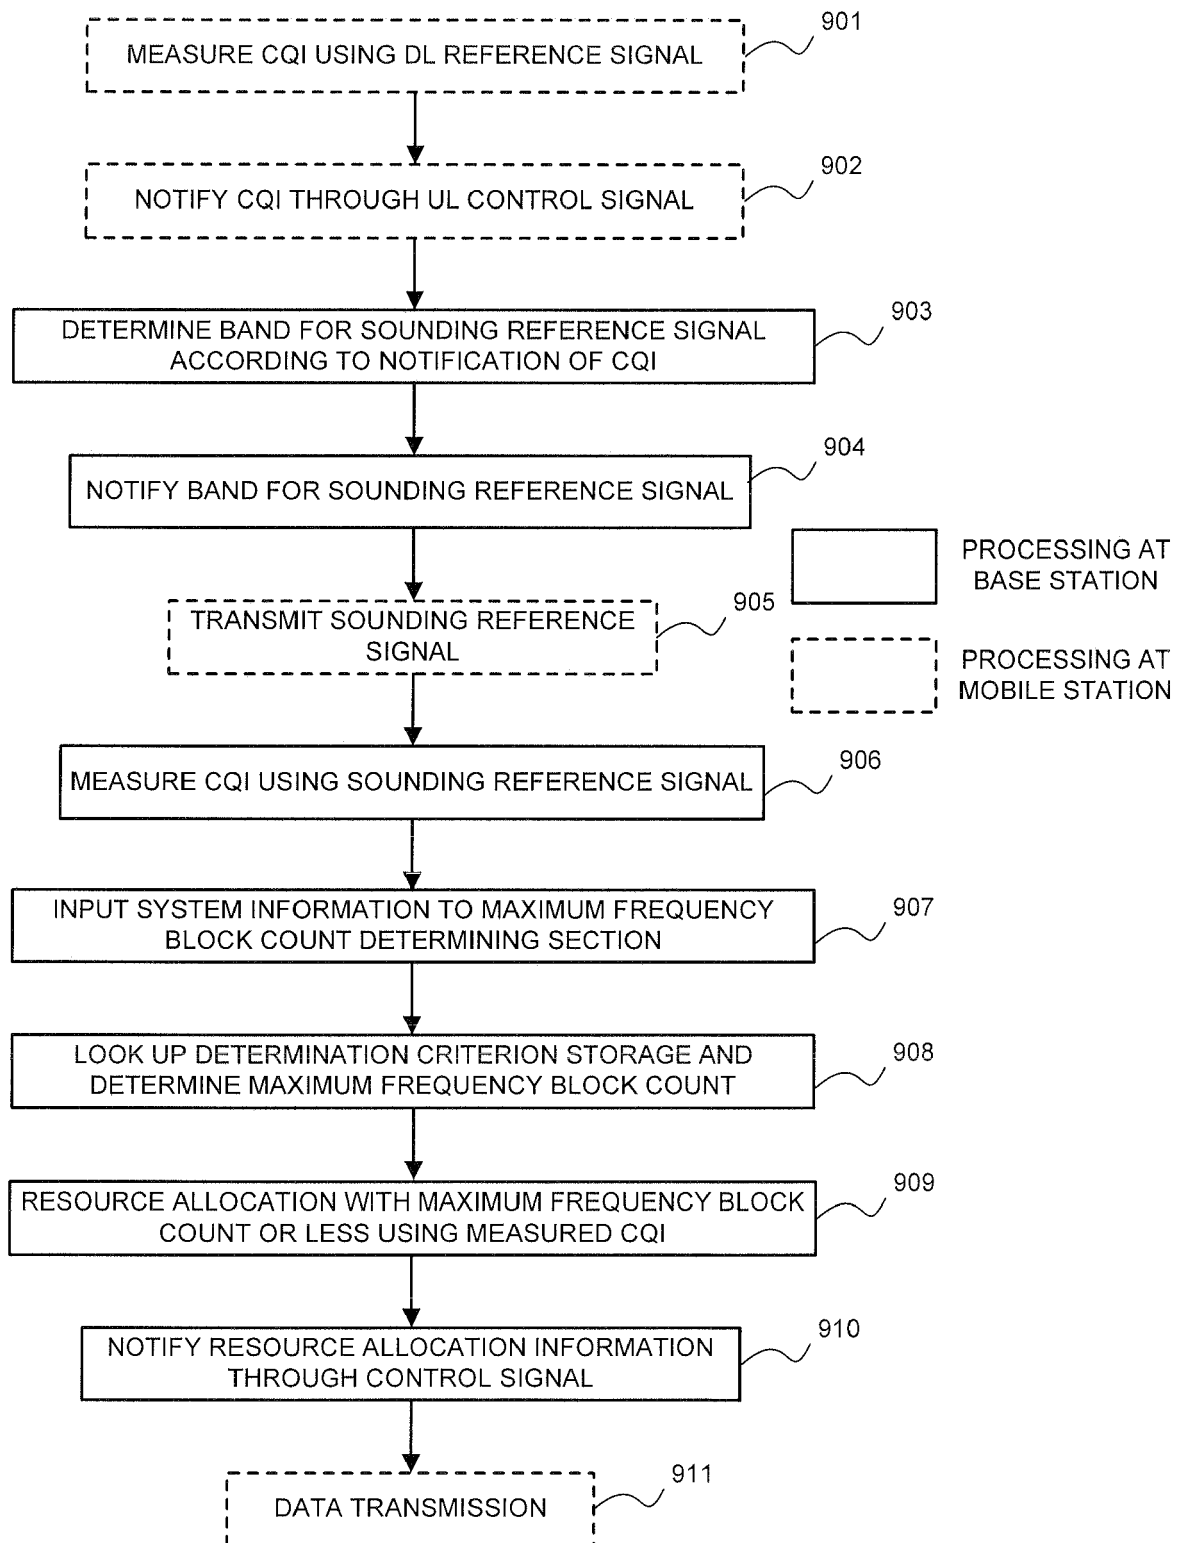 901
MEASURE CQI USING DL REFERENCE SIGNAL
902
NOTIFY CQI THROUGH UL CONTROL SIGNAL
903
DETERMINE BAND FOR SOUNDING REFERENCE SIGNAL
ACCORDING TO NOTIFICATION OF CQI
904
NOTIFY BAND FOR SOUNDING REFERENCE SIGNAL
PROCESSING AT
BASE STATION
905
TRANSMIT SOUNDING REFERENCE
SIGNAL
PROCESSING AT
MOBILE STATION
906
MEASURE CQI USING SOUNDING REFERENCE SIGNAL
907
INPUT SYSTEM INFORMATION TO MAXIMUM FREQUENCY
BLOCK COUNT DETERMINING SECTION
908
LOOK UP DETERMINATION CRITERION STORAGE AND
DETERMINE MAXIMUM FREQUENCY BLOCK COUNT
909
RESOURCE ALLOCATION WITH MAXIMUM FREQUENCY BLOCK
COUNT OR LESS USING MEASURED CQI
910
NOTIFY RESOURCE ALLOCATION INFORMATION
THROUGH CONTROL SIGNAL
911
DATA TRANSMISSION